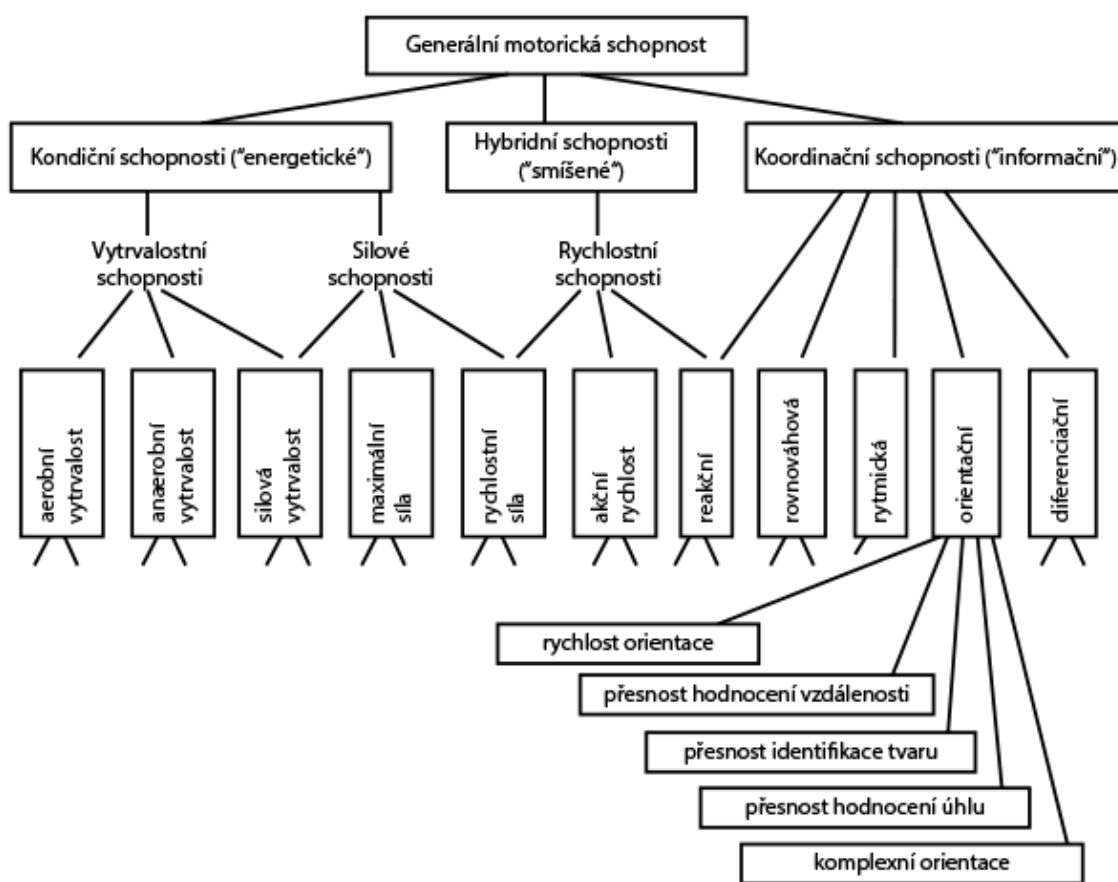 Generální motorická schopnost
Kondiční schopnosti (“energetické“)
Hybridní schopnosti
(“smíšené“)
Koordinační schopnosti (“informační“)
Vytrvalostní
schopnosti
Silové
schopnosti
Rychlostní
schopnosti
aerobní
vytrvalost
anaerobní
vytrvalost
silová
vytrvalost
maximální
síla
rychlostní
síla
akční
rychlost
reakční
rovnováhová
rytmická
orientační
diferenciační
rychlost orientace
přesnost hodnocení vzdálenosti
přesnost identifikace tvaru
přesnost hodnocení úhlu
komplexní orientace